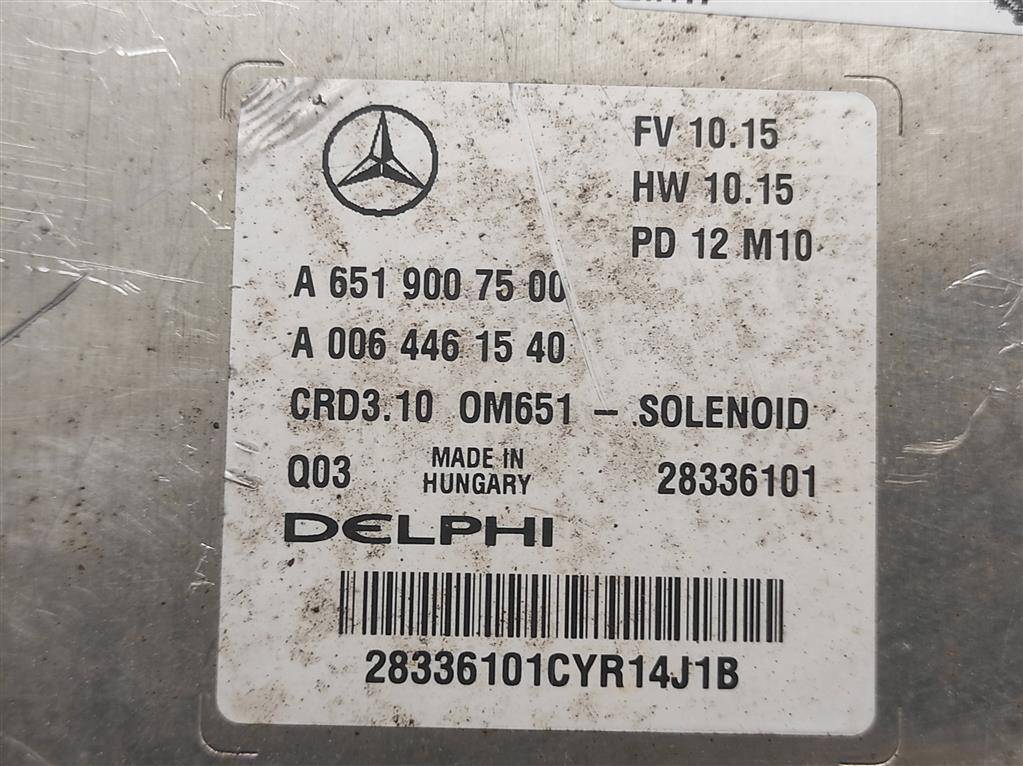 FV 10.15
HW 10.15
PD 12 M10
A 651 900 75 00
A 006 446 15 40
CRD3.10 OM651 - SOLENOID
Q03 MADE IN HUNGARY 28336101
DELPHI
28336101CYR14J1B